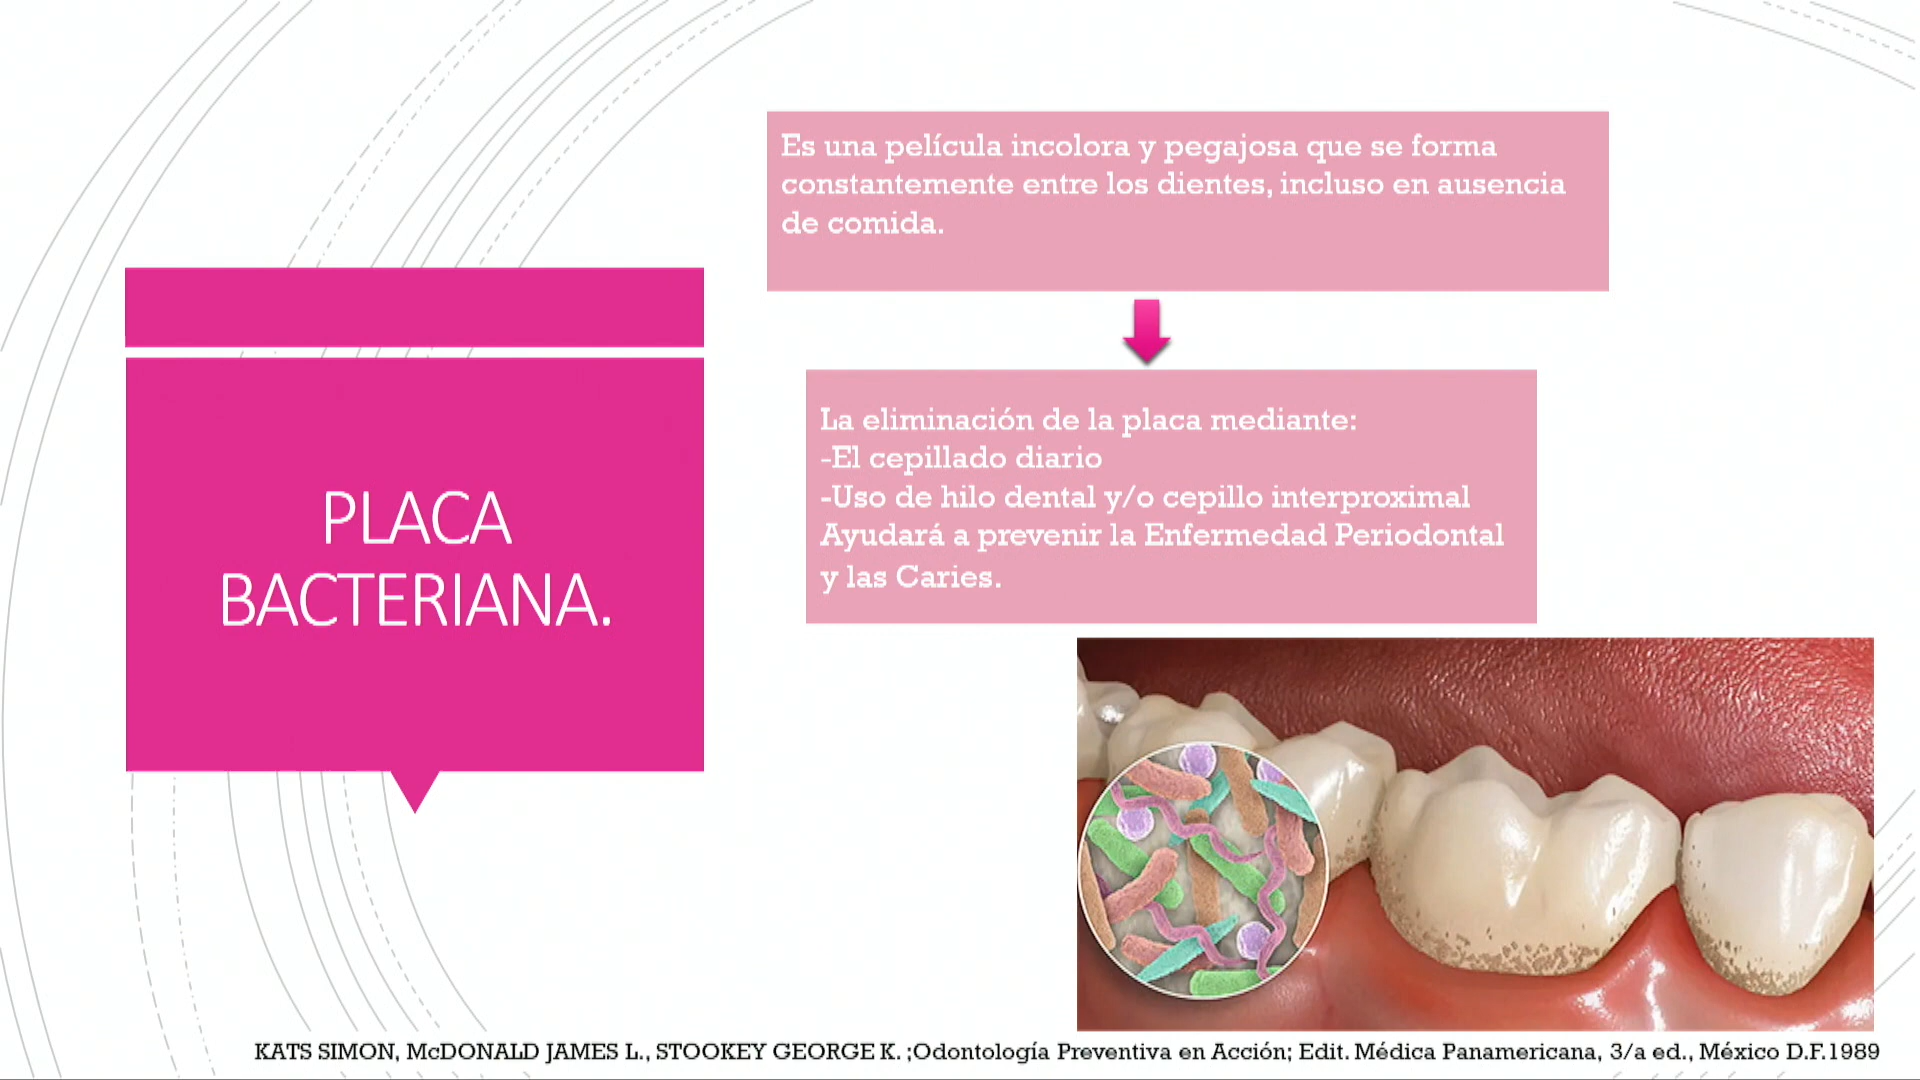 PLACA
BACTERIANA.
Es una película incolora y pegajosa que se forma
constantemente entre los dientes, incluso en ausencia
de comida.
La eliminación de la placa mediante:
-El cepillado diario
-Uso de hilo dental y/o cepillo interproximal
Ayudará a prevenir la Enfermedad Periodontal
y las Caries.
KATS SIMON, McDONALD JAMES L., STOOKEY GEORGE K. ;Odontología Preventiva en Acción; Edit. Médica Panamericana, 3/a ed., México D.F.1989